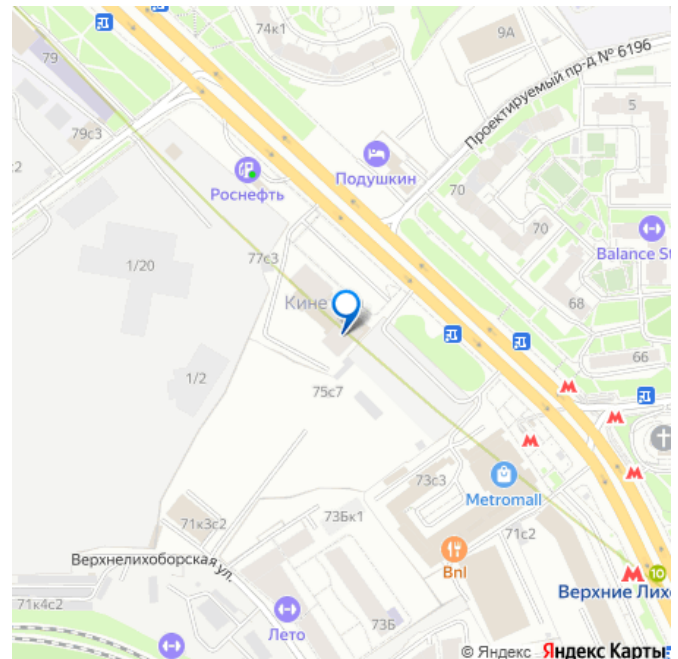 74к1
9А
79
Проектируемый пр-д № 6196
5
79с3
2
Подушкин
Роснефть
70
70
Balance St
77с3
1/20
Кине
68
66
1/2
75с7
73с3
Metromall
73Бк1
71с2
71к3с2
Bnl
Верхнелихоборская ул.
10
Верхние Лихо
71к4с2
Лето
73Б
© Яндекс Яндекс Карты